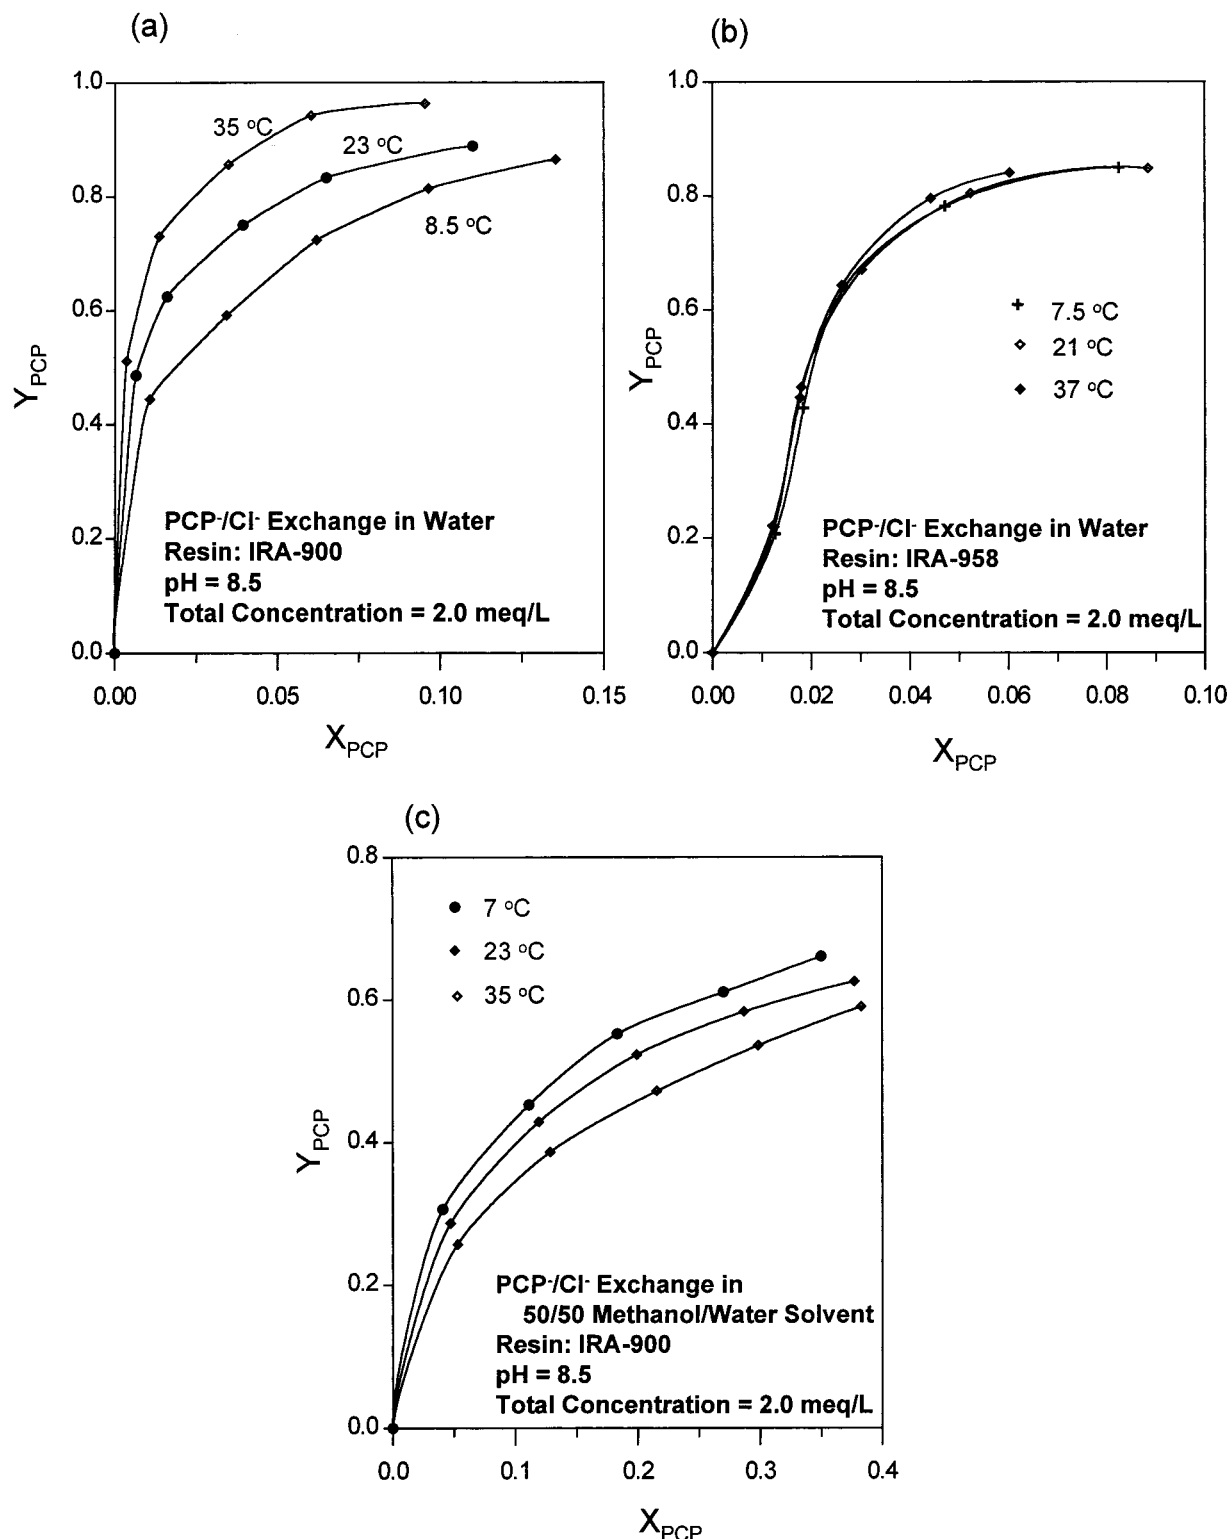 (a)
1.0
0.8
0.6
0.4
0.2
0.0
Y_PCP
35 °C
23 °C
8.5 °C
PCP⁻/Cl⁻ Exchange in Water
Resin: IRA-900
pH = 8.5
Total Concentration = 2.0 meq/L
0.00 0.05 0.10 0.15
X_PCP
(b)
1.0
0.8
0.6
0.4
0.2
0.0
Y_PCP
7.5 °C
21 °C
37 °C
PCP⁻/Cl⁻ Exchange in Water
Resin: IRA-958
pH = 8.5
Total Concentration = 2.0 meq/L
0.00 0.02 0.04 0.06 0.08 0.10
X_PCP
(c)
0.8
0.6
0.4
0.2
0.0
Y_PCP
7 °C
23 °C
35 °C
PCP⁻/Cl⁻ Exchange in
50/50 Methanol/Water Solvent
Resin: IRA-900
pH = 8.5
Total Concentration = 2.0 meq/L
0.0 0.1 0.2 0.3 0.4
X_PCP